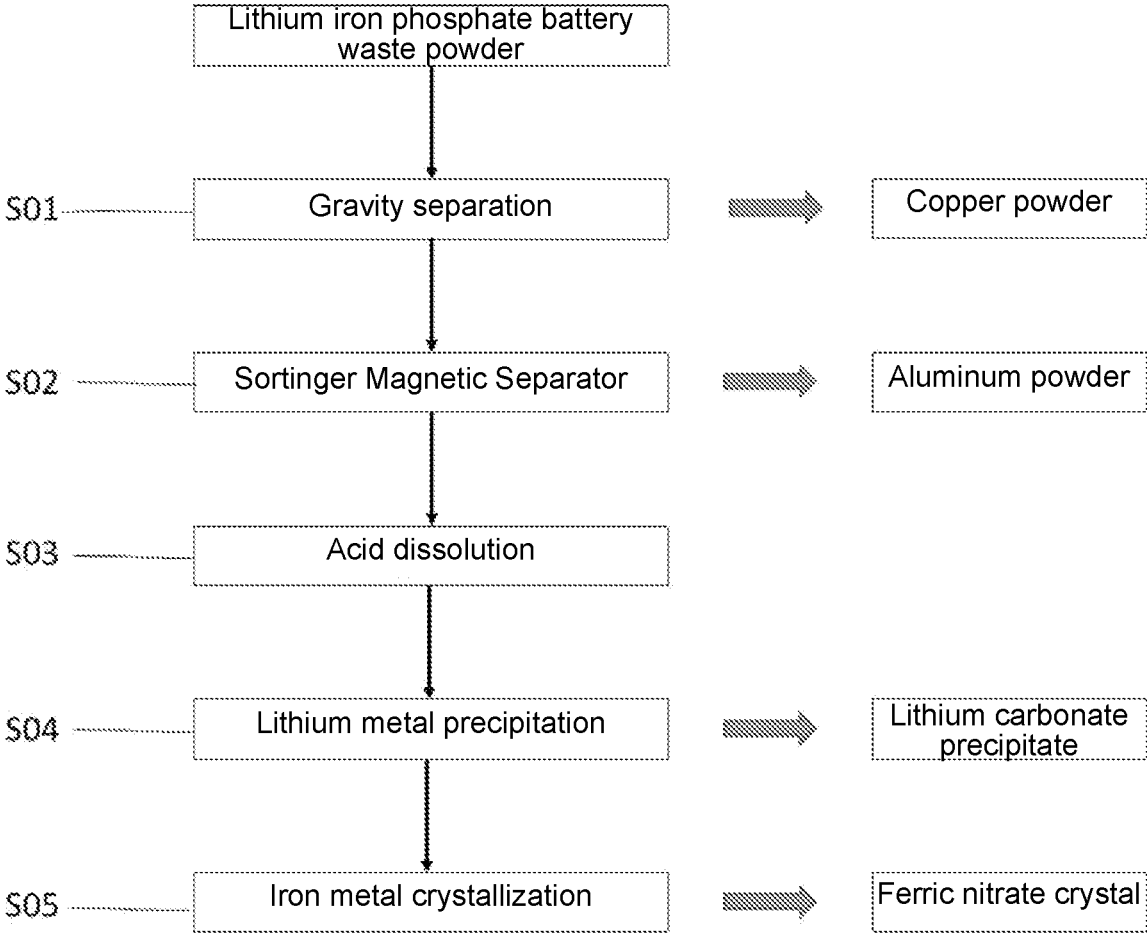 Lithium iron phosphate battery
waste powder
S01
Gravity separation
Copper powder
S02
Sortinger Magnetic Separator
Aluminum powder
S03
Acid dissolution
S04
Lithium metal precipitation
Lithium carbonate
precipitate
S05
Iron metal crystallization
Ferric nitrate crystal